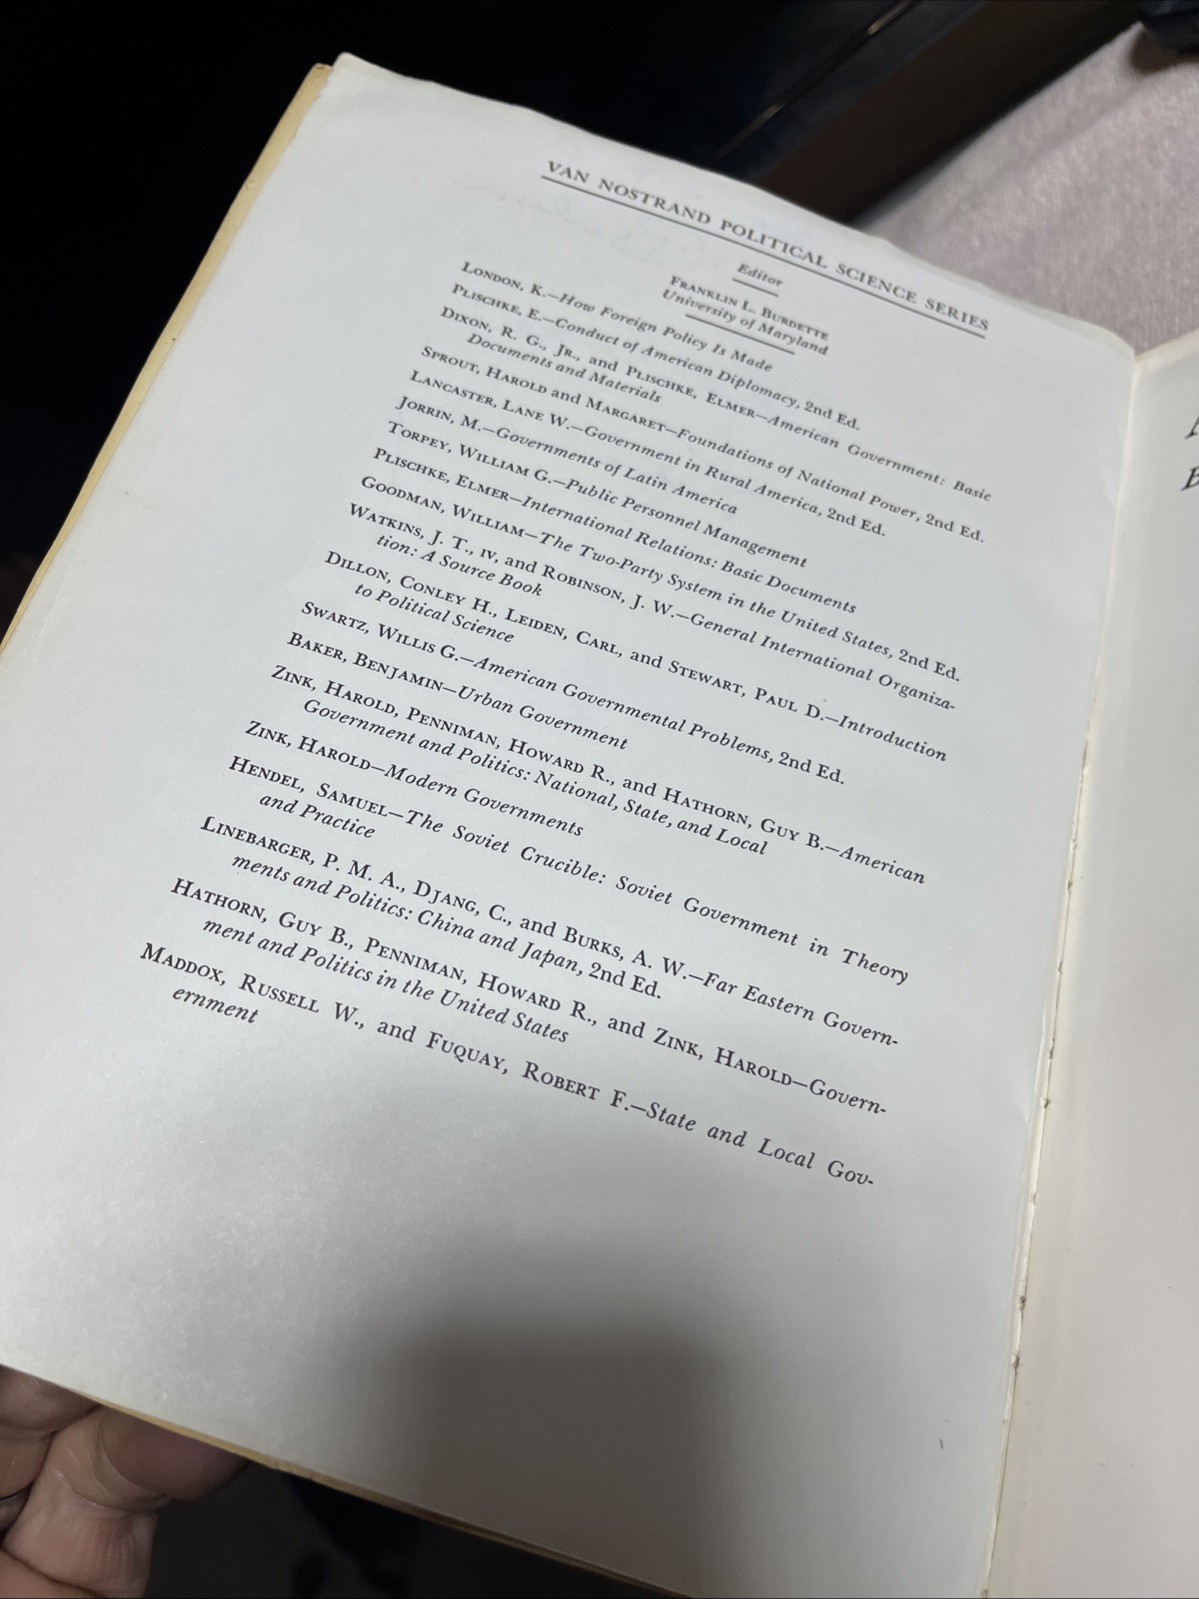 VAN NOSTRAND POLITICAL SCIENCE SERIES
Editor
FRANKLIN L. BURDETTE
University of Maryland
LONDON, K.—How Foreign Policy Is Made
PLISCHKE, E.—Conduct of American Diplomacy, 2nd Ed.
DIXON, R. G., JR., and PLISCHKE, ELMER—American Government: Basic
Documents and Materials
SPROUT, HAROLD and MARGARET—Foundations of National Power, 2nd Ed.
LANCASTER, LANE W.—Government in Rural America, 2nd Ed.
JORRIN, M.—Governments of Latin America
TORPEY, WILLIAM G.—Public Personnel Management
PLISCHKE, ELMER—International Relations: Basic Documents
GOODMAN, WILLIAM—The Two-Party System in the United States, 2nd Ed.
WATKINS, J. T., IV, and ROBINSON, J. W.—General International Organiza-
tion: A Source Book
DILLON, CONLEY H., LEIDEN, CARL, and STEWART, PAUL D.—Introduction
to Political Science
SWARTZ, WILLIS G.—American Governmental Problems, 2nd Ed.
BAKER, BENJAMIN—Urban Government
ZINK, HAROLD, PENNIMAN, HOWARD R., and HATHORN, GUY B.—American
Government and Politics: National, State, and Local
ZINK, HAROLD—Modern Governments
HENDEL, SAMUEL—The Soviet Crucible: Soviet Government in Theory
and Practice
LINEBARGER, P. M. A., DJANG, C., and BURKS, A. W.—Far Eastern Govern-
ments and Politics: China and Japan, 2nd Ed.
HATHORN, GUY B., PENNIMAN, HOWARD R., and ZINK, HAROLD—Govern-
ment and Politics in the United States
MADDOX, RUSSELL W., and FUQUAY, ROBERT F.—State and Local Gov-
ernment